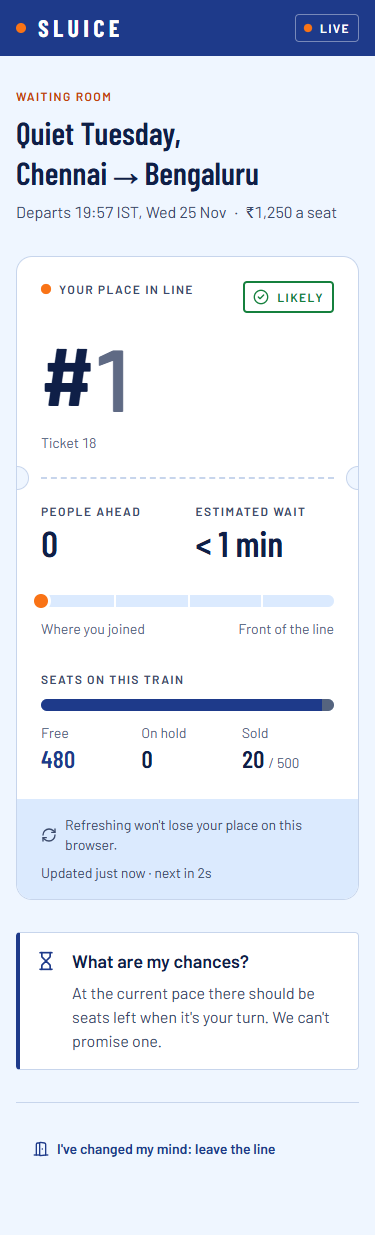 SLUICE
LIVE
WAITING ROOM
Quiet Tuesday,
Chennai → Bengaluru
Departs 19:57 IST, Wed 25 Nov · ₹1,250 a seat
YOUR PLACE IN LINE
LIKELY
#1
Ticket 18
PEOPLE AHEAD
ESTIMATED WAIT
0
< 1 min
Where you joined
Front of the line
SEATS ON THIS TRAIN
Free
On hold
Sold
480
0
20 / 500
Refreshing won't lose your place on this
browser.
Updated just now · next in 2s
What are my chances?
At the current pace there should be
seats left when it's your turn. We can't
promise one.
I've changed my mind: leave the line